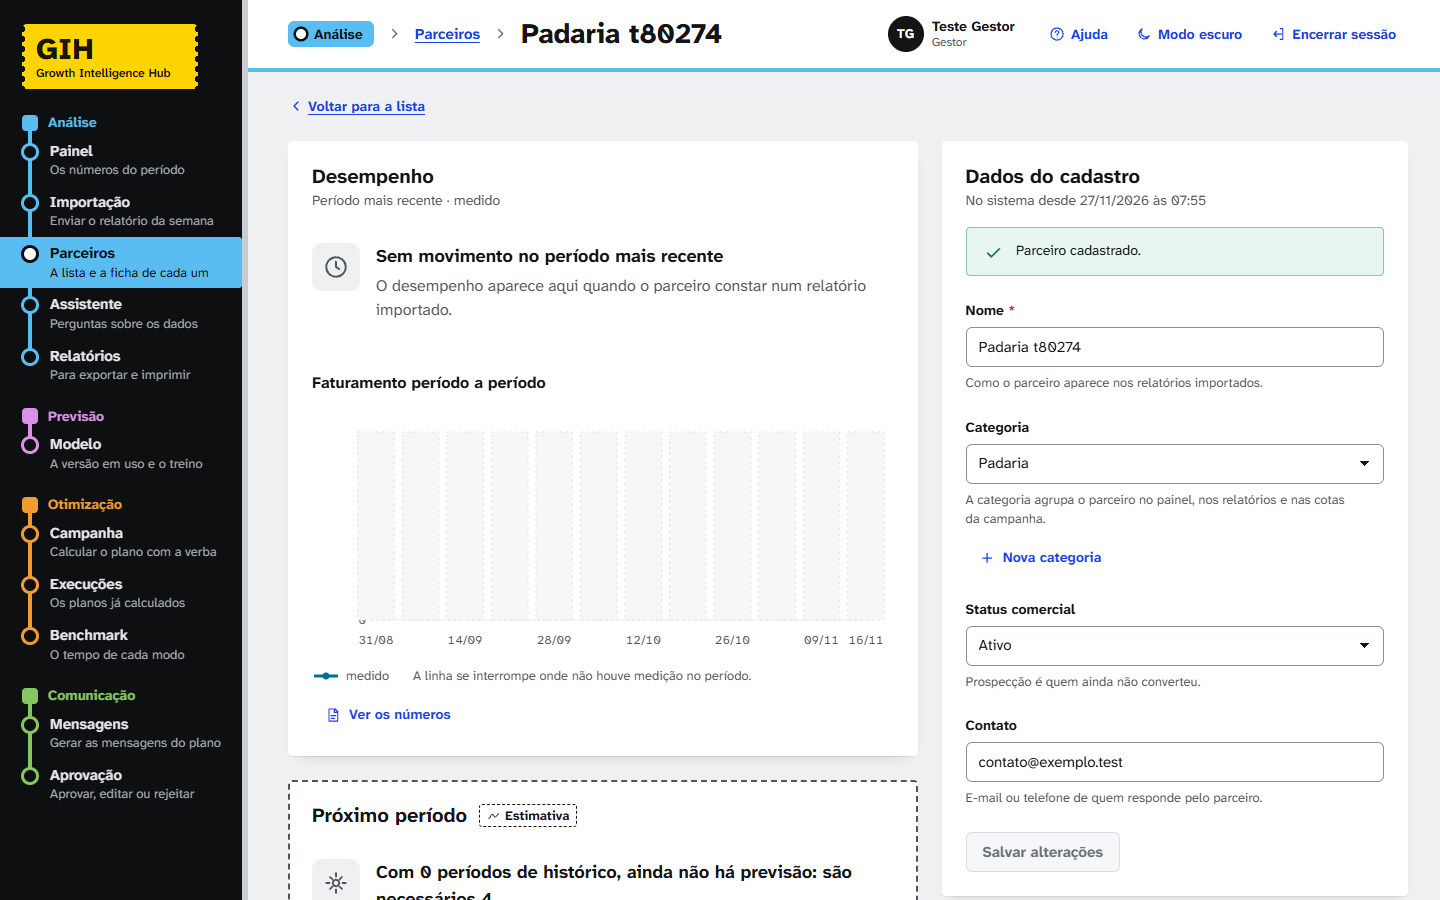 GIH
Growth Intelligence Hub
Análise
Painel
Os números do período
Importação
Enviar o relatório da semana
Parceiros
A lista e a ficha de cada um
Assistente
Perguntas sobre os dados
Relatórios
Para exportar e imprimir
Previsão
Modelo
A versão em uso e o treino
Otimização
Campanha
Calcular o plano com a verba
Execuções
Os planos já calculados
Benchmark
O tempo de cada modo
Comunicação
Mensagens
Gerar as mensagens do plano
Aprovação
Aprovar, editar ou rejeitar
Análise
Parceiros
Padaria t80274
TG
Teste Gestor
Gestor
Ajuda
Modo escuro
Encerrar sessão
Voltar para a lista
Desempenho
Período mais recente · medido
Sem movimento no período mais recente
O desempenho aparece aqui quando o parceiro constar num relatório
importado.
Faturamento período a período
0
31/08 14/09 28/09 12/10 26/10 09/11 16/11
medido
A linha se interrompe onde não houve medição no período.
Ver os números
Próximo período
Estimativa
Com 0 períodos de histórico, ainda não há previsão: são
necessários 4
Dados do cadastro
No sistema desde 27/11/2026 às 07:55
Parceiro cadastrado.
Nome *
Padaria t80274
Como o parceiro aparece nos relatórios importados.
Categoria
Padaria
A categoria agrupa o parceiro no painel, nos relatórios e nas cotas
da campanha.
Nova categoria
Status comercial
Ativo
Prospecção é quem ainda não converteu.
Contato
contato@exemplo.test
E-mail ou telefone de quem responde pelo parceiro.
Salvar alterações